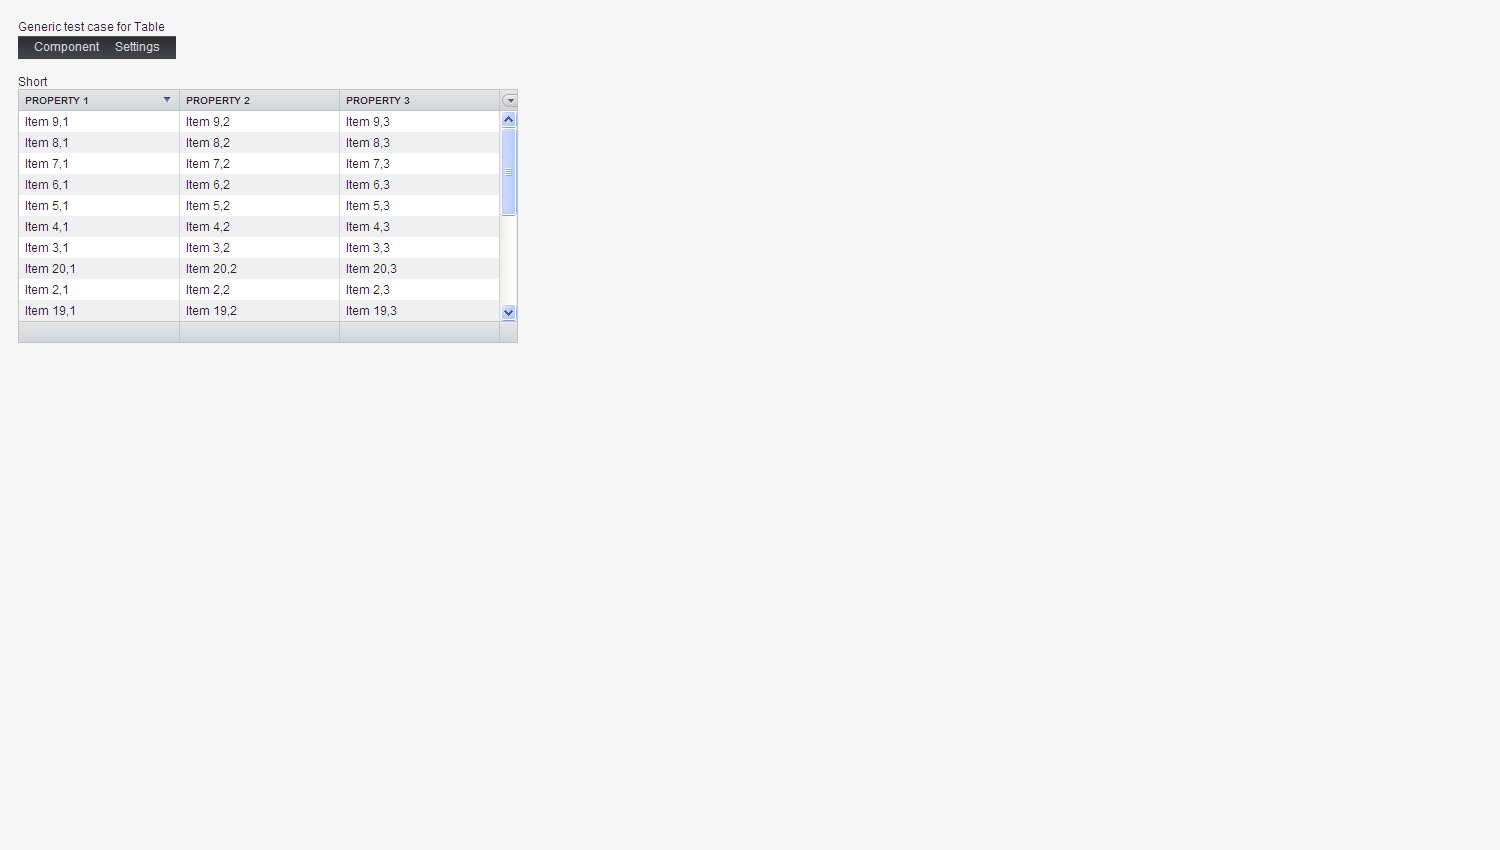 Generic test case for Table
Component Settings
Short
PROPERTY 1 PROPERTY 2 PROPERTY 3
Item 9,1 Item 9,2 Item 9,3
Item 8,1 Item 8,2 Item 8,3
Item 7,1 Item 7,2 Item 7,3
Item 6,1 Item 6,2 Item 6,3
Item 5,1 Item 5,2 Item 5,3
Item 4,1 Item 4,2 Item 4,3
Item 3,1 Item 3,2 Item 3,3
Item 20,1 Item 20,2 Item 20,3
Item 2,1 Item 2,2 Item 2,3
Item 19,1 Item 19,2 Item 19,3